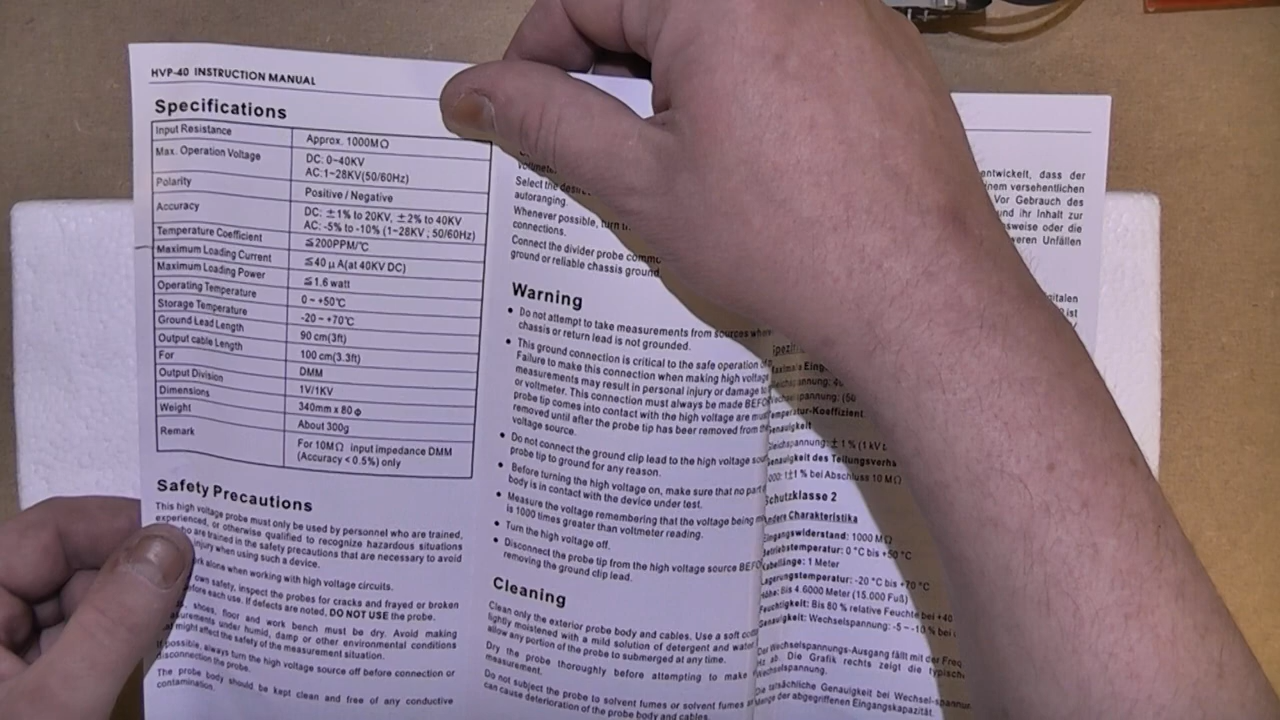 HVP-40 INSTRUCTION MANUAL
Specifications
Input Resistance Approx. 1000MΩ
Max. Operation Voltage DC: 0~40KV
AC:1~28KV(50/60Hz)
Polarity Positive / Negative
Accuracy DC: ±1% to 20KV, ±2% to 40KV
AC: -5% to -10% (1~28KV ; 50/60Hz)
Temperature Coefficient ≦200PPM/℃
Maximum Loading Current ≦40 μA(at 40KV DC)
Maximum Loading Power ≦1.6 watt
Operating Temperature 0 ~ +50℃
Storage Temperature -20 ~ +70℃
Ground Lead Length 90 cm(3ft)
Output cable Length 100 cm(3.3ft)
For DMM
Output Division 1V/1KV
Dimensions 340mm x 80 ф
Weight About 300g
Remark For 10MΩ input impedance DMM
(Accuracy < 0.5%) only
Safety Precautions
This high voltage probe must only be used by personnel who are trained,
experienced, or otherwise qualified to recognize hazardous situations
who are trained in the safety precautions that are necessary to avoid
injury when using such a device.
alone when working with high voltage circuits.
own safety, inspect the probes for cracks and frayed or broken
before each use. If defects are noted, DO NOT USE the probe.
shoes, floor and work bench must be dry. Avoid making
measurements under humid, damp or other environmental conditions
might affect the safety of the measurement situation.
If possible, always turn the high voltage source off before connection or
disconnection the probe.
The probe body should be kept clean and free of any conductive
contamination.
Select the
autoranging.
Whenever possible, turn
connections.
Connect the divider probe
ground or reliable chassis ground
Warning
• Do not attempt to take measurements from sources where
chassis or return lead is not grounded.
• This ground connection is critical to the safe operation
Failure to make this connection when making high voltage
measurements may result in personal injury or damage
or voltmeter. This connection must always be made
probe tip comes into contact with the high voltage are
removed until after the probe tip has been removed from
voltage source.
• Do not connect the ground clip lead to the high voltage
probe tip to ground for any reason.
• Before turning the high voltage on, make sure that no
body is in contact with the device under test.
• Measure the voltage remembering that the voltage being
is 1000 times greater than voltmeter reading.
• Turn the high voltage off.
• Disconnect the probe tip from the high voltage source
removing the ground clip lead.
Cleaning
Clean only the exterior probe body and cables. Use a soft
lightly moistened with a mild solution of detergent and water
allow any portion of the probe to submerged at any time.
Dry the probe thoroughly before attempting to make
measurement.
Do not subject the probe to solvent fumes or solvent fumes
can cause deterioration of the probe body and cables.
entwickelt, dass der
versehentlichen
Vor Gebrauch des
und ihr Inhalt zur
oder die
Unfällen
ist
Temperatur-Koeffizient
± 1 % (1 kV
bei Abschluss 10 MΩ
Schutzklasse 2
Andere Charakteristika
Eingangswiderstand: 1000 MΩ
Betriebstemperatur: 0 °C bis +50 °C
Kabellänge: 1 Meter
Lagerungstemperatur: -20 °C bis +70 °C
Höhe: Bis 4.6000 Meter (15.000 Fuß)
Feuchtigkeit: Bis 80 % relative Feuchte bei +40
Genauigkeit: Wechselspannung: -5 ~ -10 % bei
Der Wechselspannungs-Ausgang fällt mit der
ab. Die Grafik rechts zeigt die
Wechselspannung.
Die tatsächliche Genauigkeit bei
Menge der abgegriffenen Eingangskapazität.